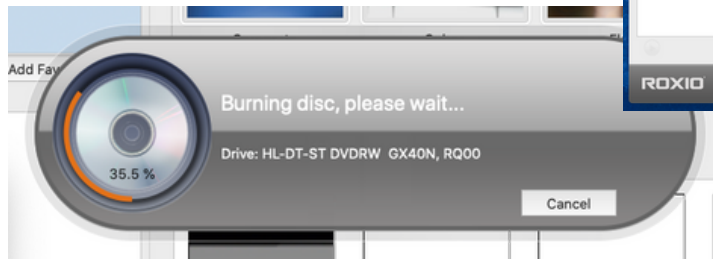 Add Fav
ROXIO
Burning disc, please wait...
Drive: HL-DT-ST DVDRW GX40N, RQ00
35.5 %
Cancel